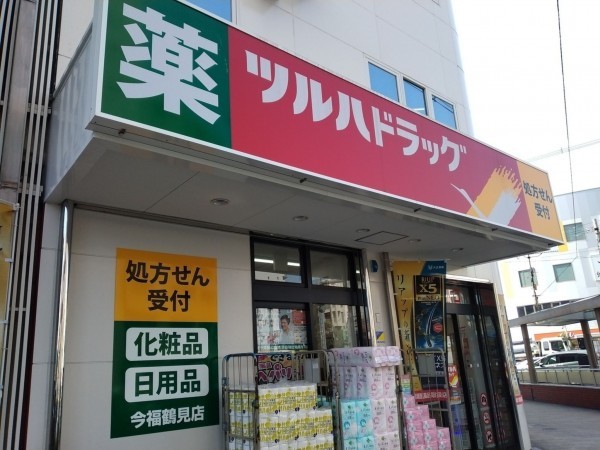 薬
ツルハドラッグ
処方せん
受付
処方せん
受付
化粧品
日用品
今福鶴見店
X5